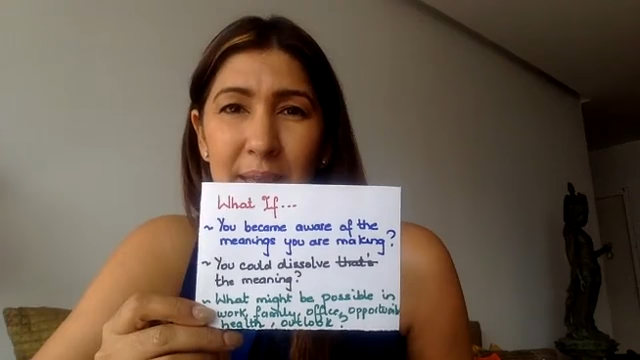 What If...
~ You became aware of the
meanings you are making?
~ You could dissolve that's
the meaning?
~ What might be possible in
work, family, office, opportunit
health, outlook?